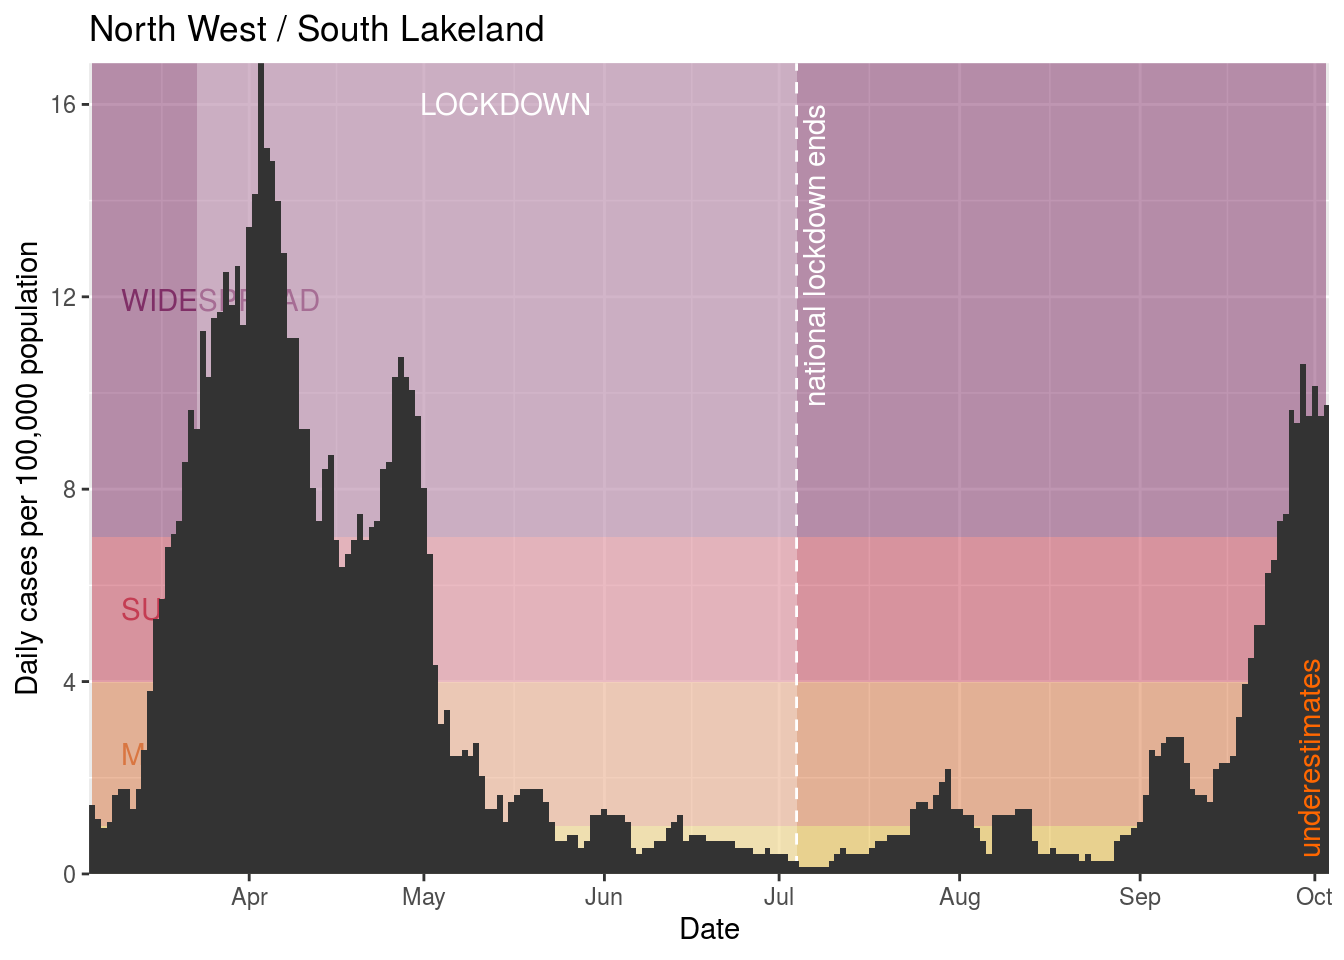 North West / South Lakeland
16
12
8
4
0
Daily cases per 100,000 population
LOCKDOWN
national lockdown ends
underestimates
Apr
May
Jun
Jul
Aug
Sep
Oct
Date